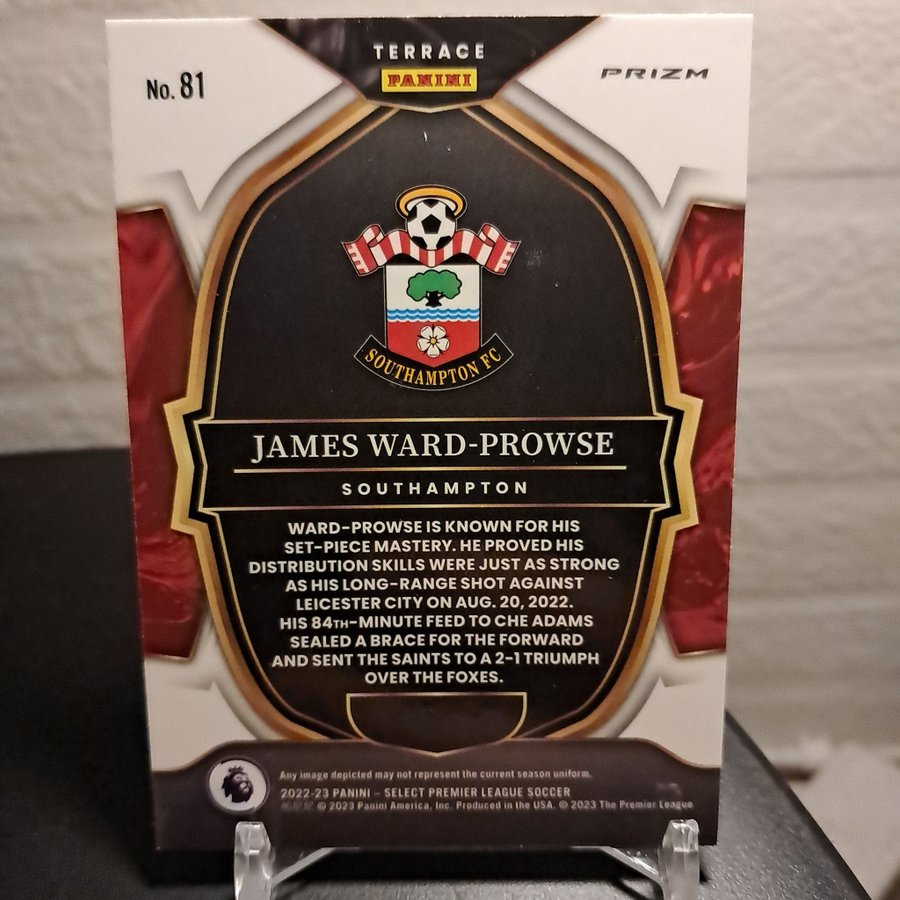 TERRACE
PANINI
No. 81
PRIZM
SOUTHAMPTON FC
JAMES WARD-PROWSE
SOUTHAMPTON
WARD-PROWSE IS KNOWN FOR HIS
SET-PIECE MASTERY. HE PROVED HIS
DISTRIBUTION SKILLS WERE JUST AS STRONG
AS HIS LONG-RANGE SHOT AGAINST
LEICESTER CITY ON AUG. 20, 2022.
HIS 84TH-MINUTE FEED TO CHE ADAMS
SEALED A BRACE FOR THE FORWARD
AND SENT THE SAINTS TO A 2-1 TRIUMPH
OVER THE FOXES.
Any image depicted may not represent the current season uniform.
2022-23 PANINI – SELECT PREMIER LEAGUE SOCCER
© 2023 Panini America, Inc. Produced in the USA. © 2023 The Premier League